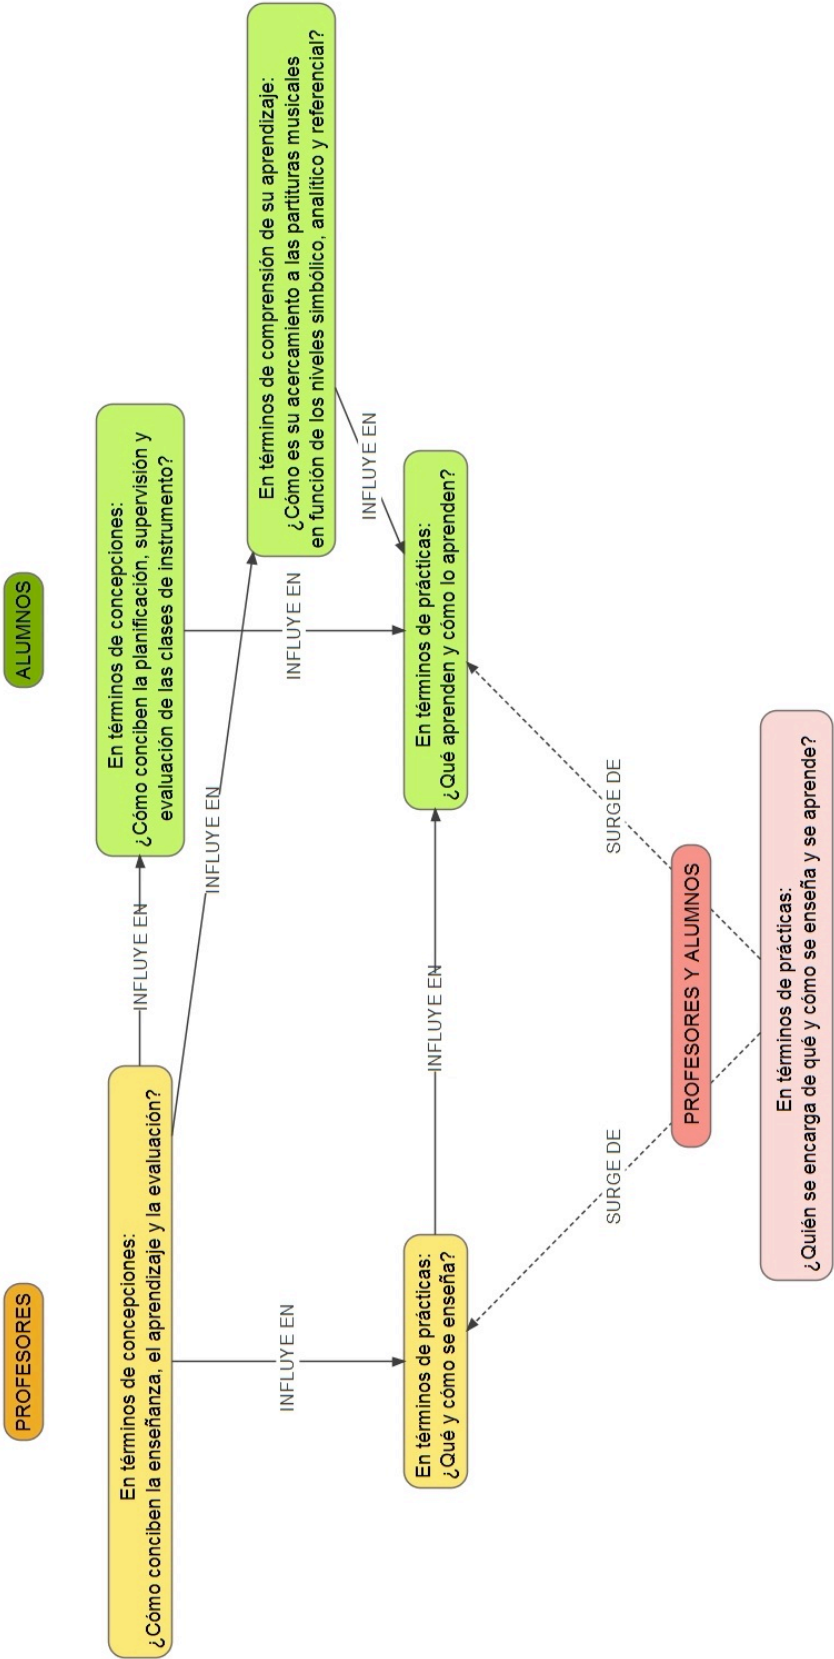 PROFESORES
ALUMNOS
En términos de concepciones:
¿Cómo conciben la enseñanza, el aprendizaje y la evaluación?
INFLUYE EN
En términos de concepciones:
¿Cómo conciben la planificación, supervisión y
evaluación de las clases de instrumento?
INFLUYE EN
En términos de comprensión de su aprendizaje:
¿Cómo es su acercamiento a las partituras musicales
en función de los niveles simbólico, analítico y referencial?
INFLUYE EN
INFLUYE EN
INFLUYE EN
En términos de prácticas:
¿Qué y cómo se enseña?
INFLUYE EN
En términos de prácticas:
¿Qué aprenden y cómo lo aprenden?
SURGE DE
SURGE DE
PROFESORES Y ALUMNOS
En términos de prácticas:
¿Quién se encarga de qué y cómo se enseña y se aprende?